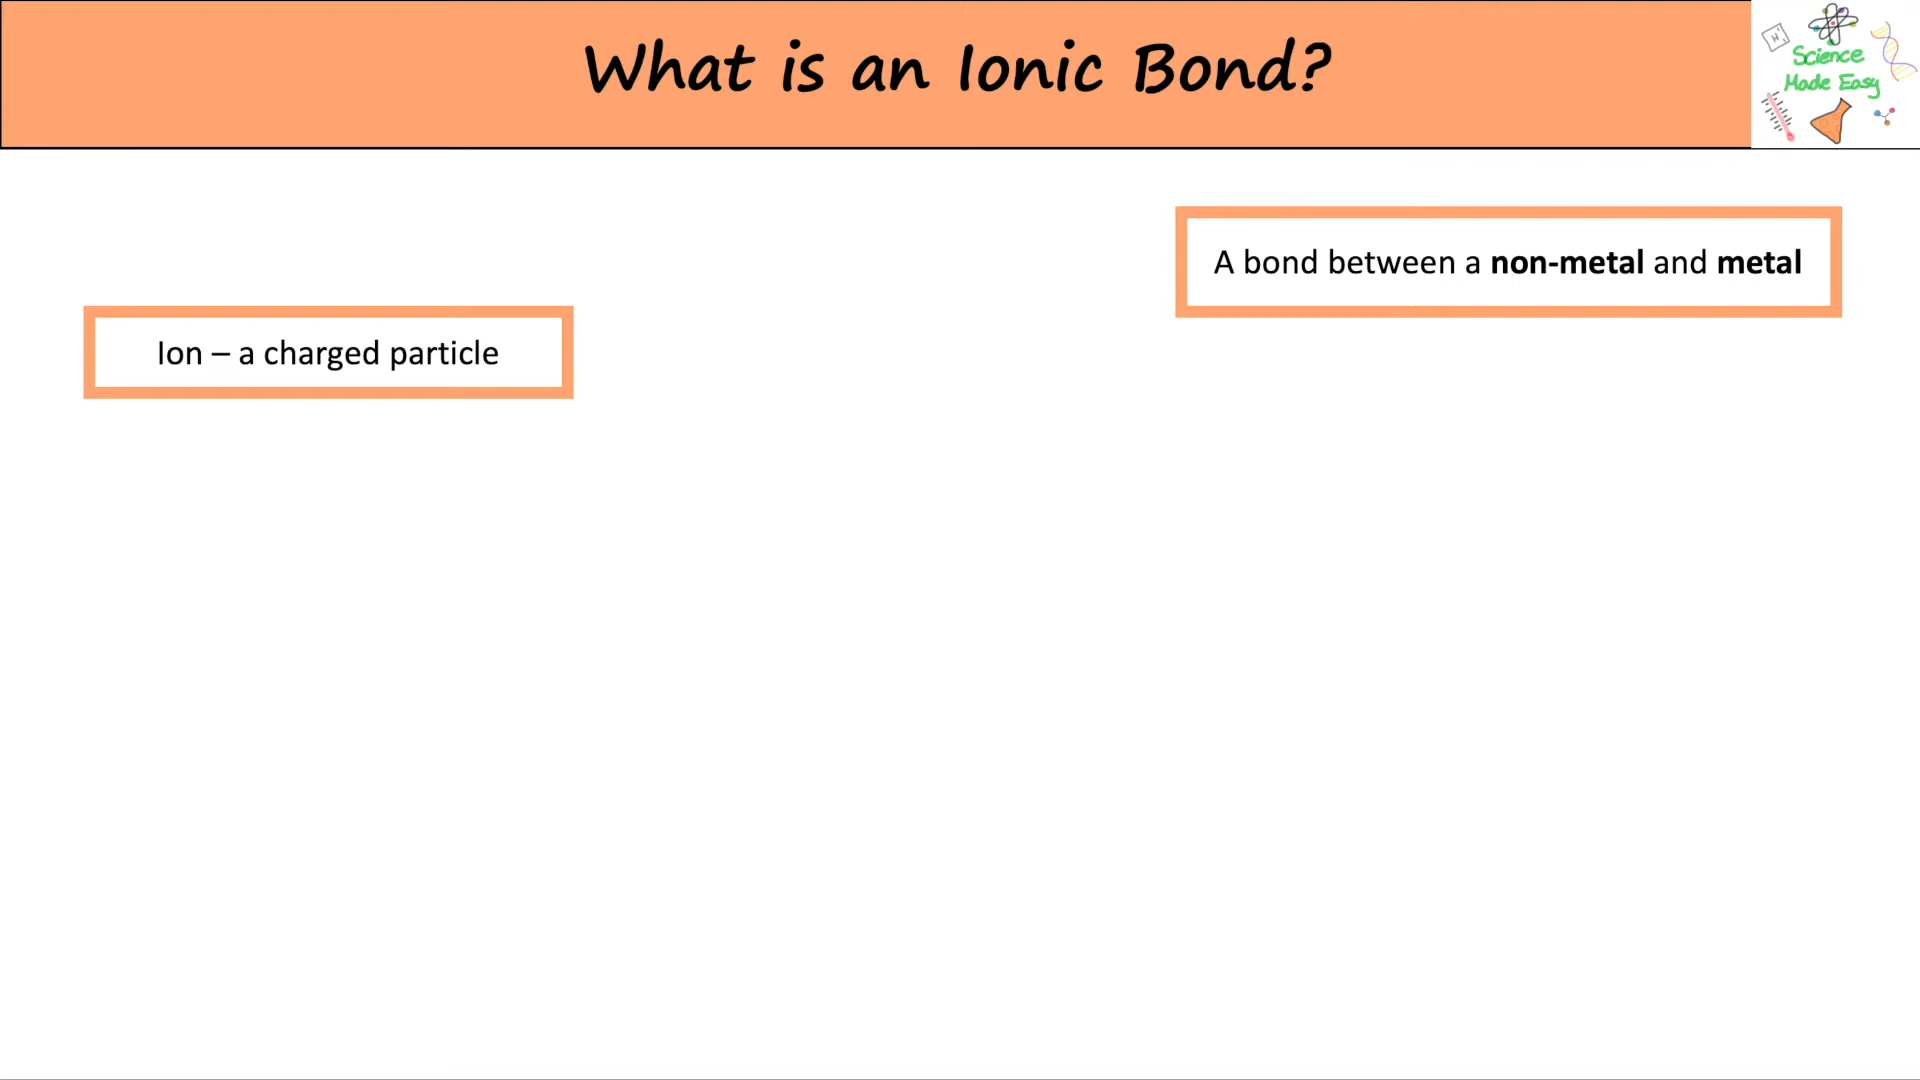 What is an Ionic Bond?
Science
Made Easy
A bond between a non-metal and metal
Ion – a charged particle